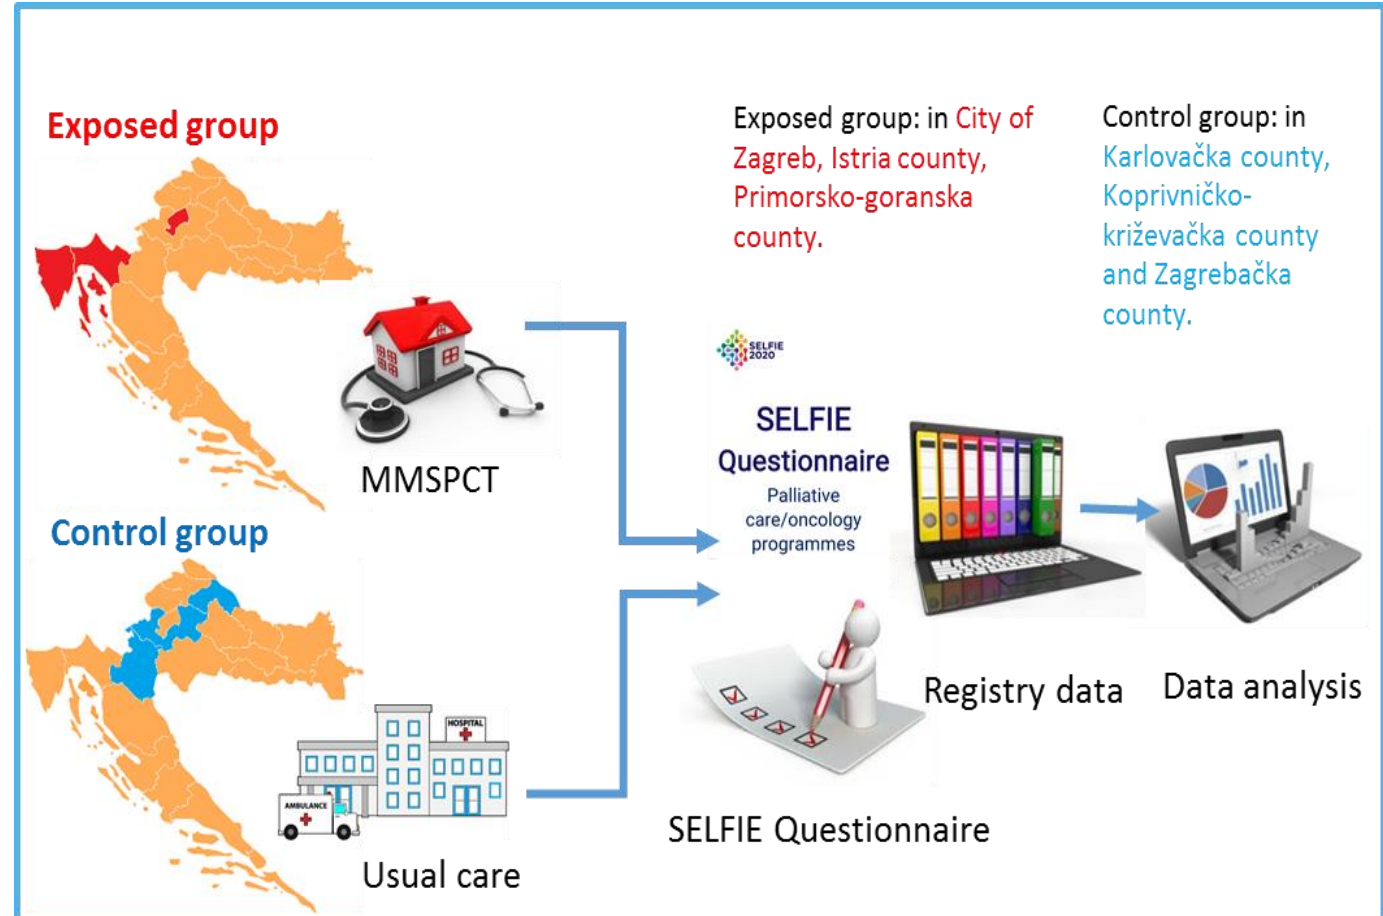 Exposed group
MMSPCT
Control group
HOSPITAL
AMBULANCE
Usual care
Exposed group: in City of
Zagreb, Istria county,
Primorsko-goranska
county.
Control group: in
Karlovačka county,
Koprivničko-
križevačka county
and Zagrebačka
county.
SELFIE
2020
SELFIE
Questionnaire
Palliative
care/oncology
programmes
SELFIE Questionnaire
Registry data
Data analysis